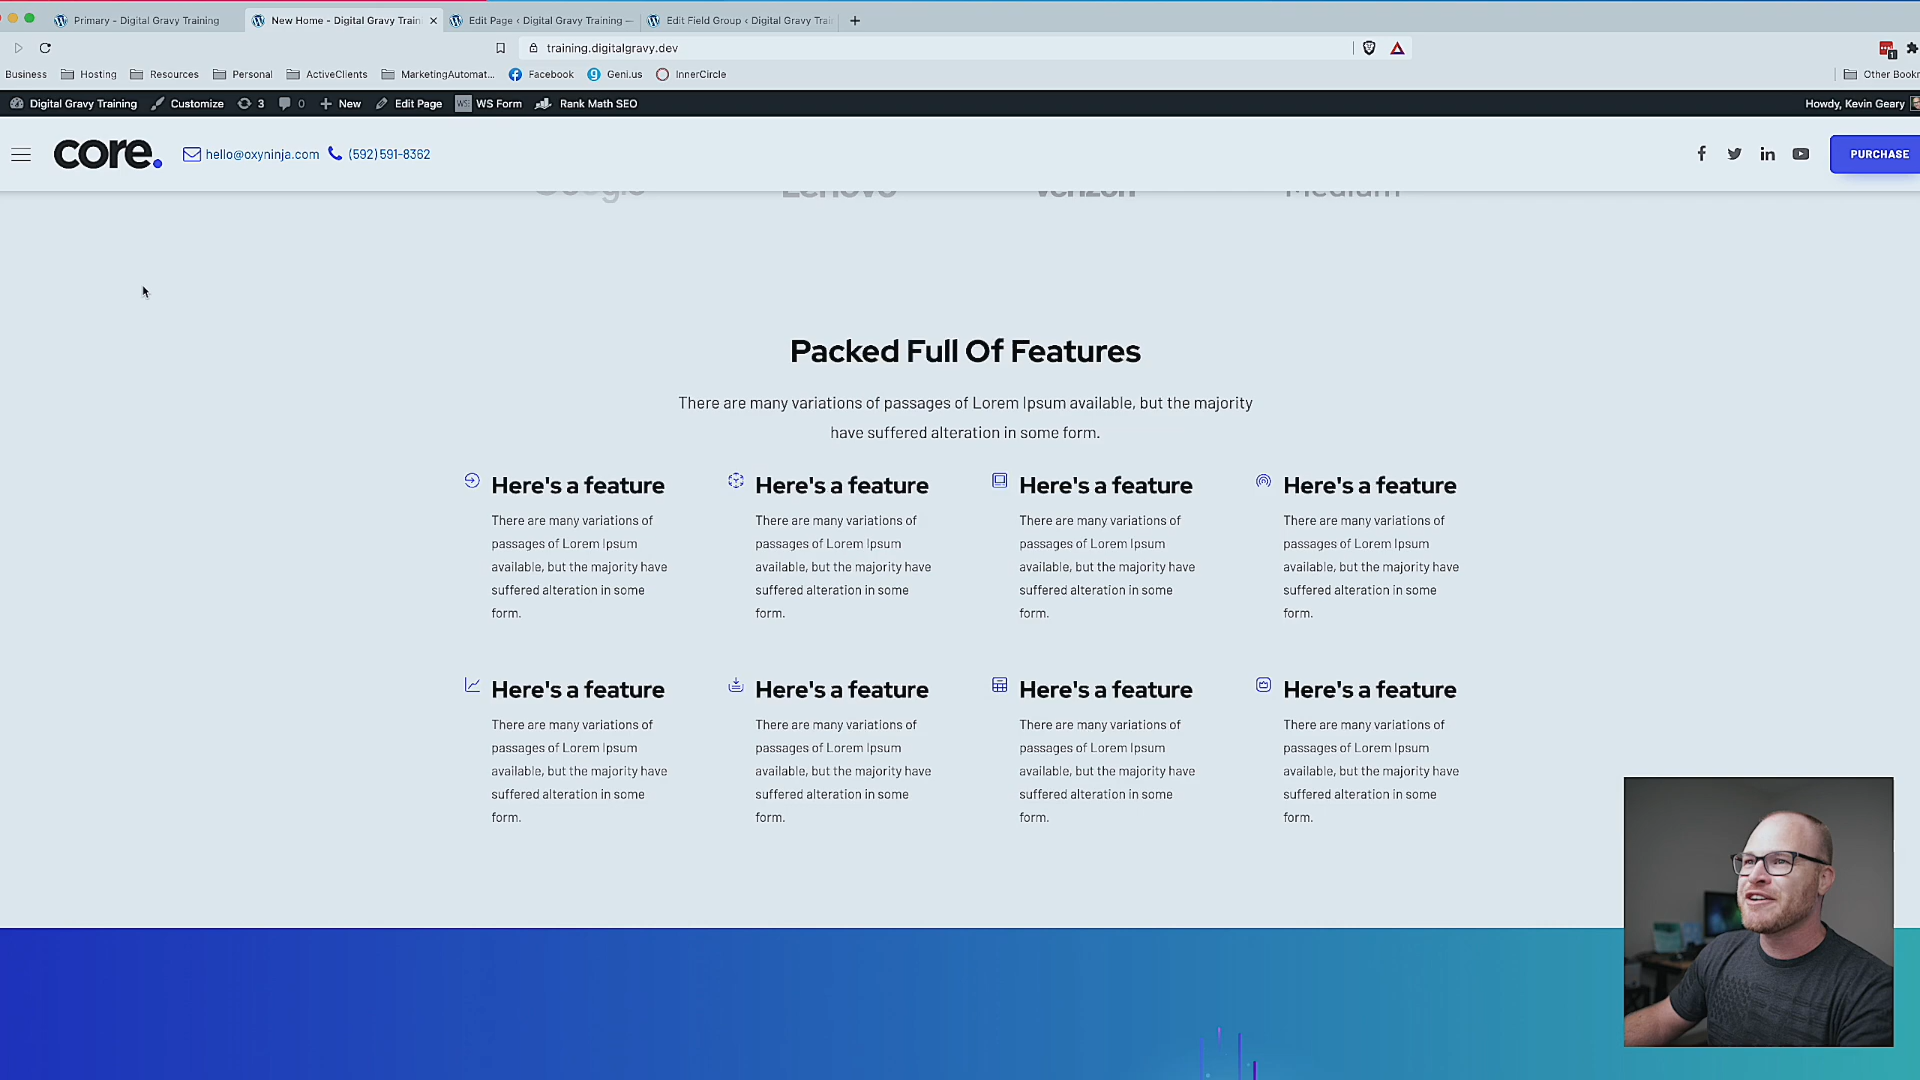 Primary - Digital Gravy Training
New Home - Digital Gravy Train
Edit Page ‹ Digital Gravy Training —
Edit Field Group ‹ Digital Gravy Trai
training.digitalgravy.dev
Business
Hosting
Resources
Personal
ActiveClients
MarketingAutomat...
Facebook
Geni.us
InnerCircle
Other Bookr
Digital Gravy Training
Customize
3
0
New
Edit Page
WS Form
Rank Math SEO
Howdy, Kevin Geary
core.
hello@oxyninja.com
(592) 591-8362
PURCHASE
Google
Lenovo
verizon
Medium
Packed Full Of Features
There are many variations of passages of Lorem Ipsum available, but the majority
have suffered alteration in some form.
Here's a feature
There are many variations of
passages of Lorem Ipsum
available, but the majority have
suffered alteration in some
form.
Here's a feature
There are many variations of
passages of Lorem Ipsum
available, but the majority have
suffered alteration in some
form.
Here's a feature
There are many variations of
passages of Lorem Ipsum
available, but the majority have
suffered alteration in some
form.
Here's a feature
There are many variations of
passages of Lorem Ipsum
available, but the majority have
suffered alteration in some
form.
Here's a feature
There are many variations of
passages of Lorem Ipsum
available, but the majority have
suffered alteration in some
form.
Here's a feature
There are many variations of
passages of Lorem Ipsum
available, but the majority have
suffered alteration in some
form.
Here's a feature
There are many variations of
passages of Lorem Ipsum
available, but the majority have
suffered alteration in some
form.
Here's a feature
There are many variations of
passages of Lorem Ipsum
available, but the majority have
suffered alteration in some
form.